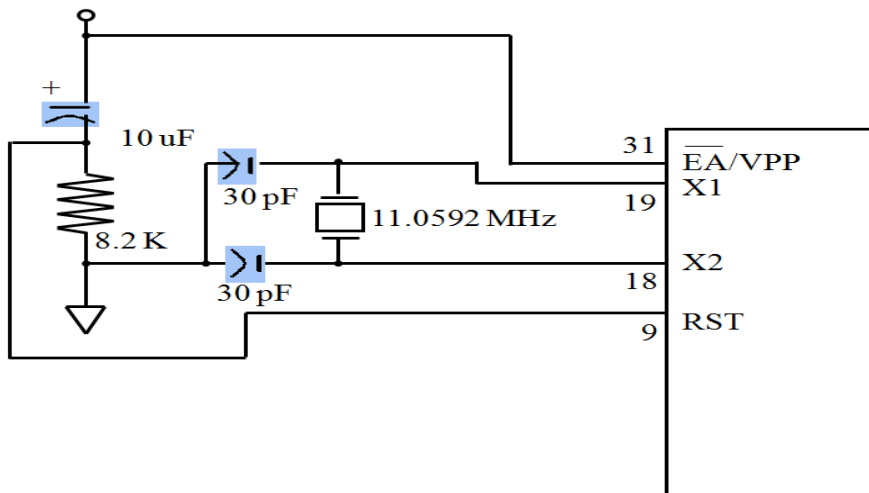 +
10 uF
31
EA/VPP
X1
19
30 pF
11.0592 MHz
8.2 K
X2
18
30 pF
RST
9